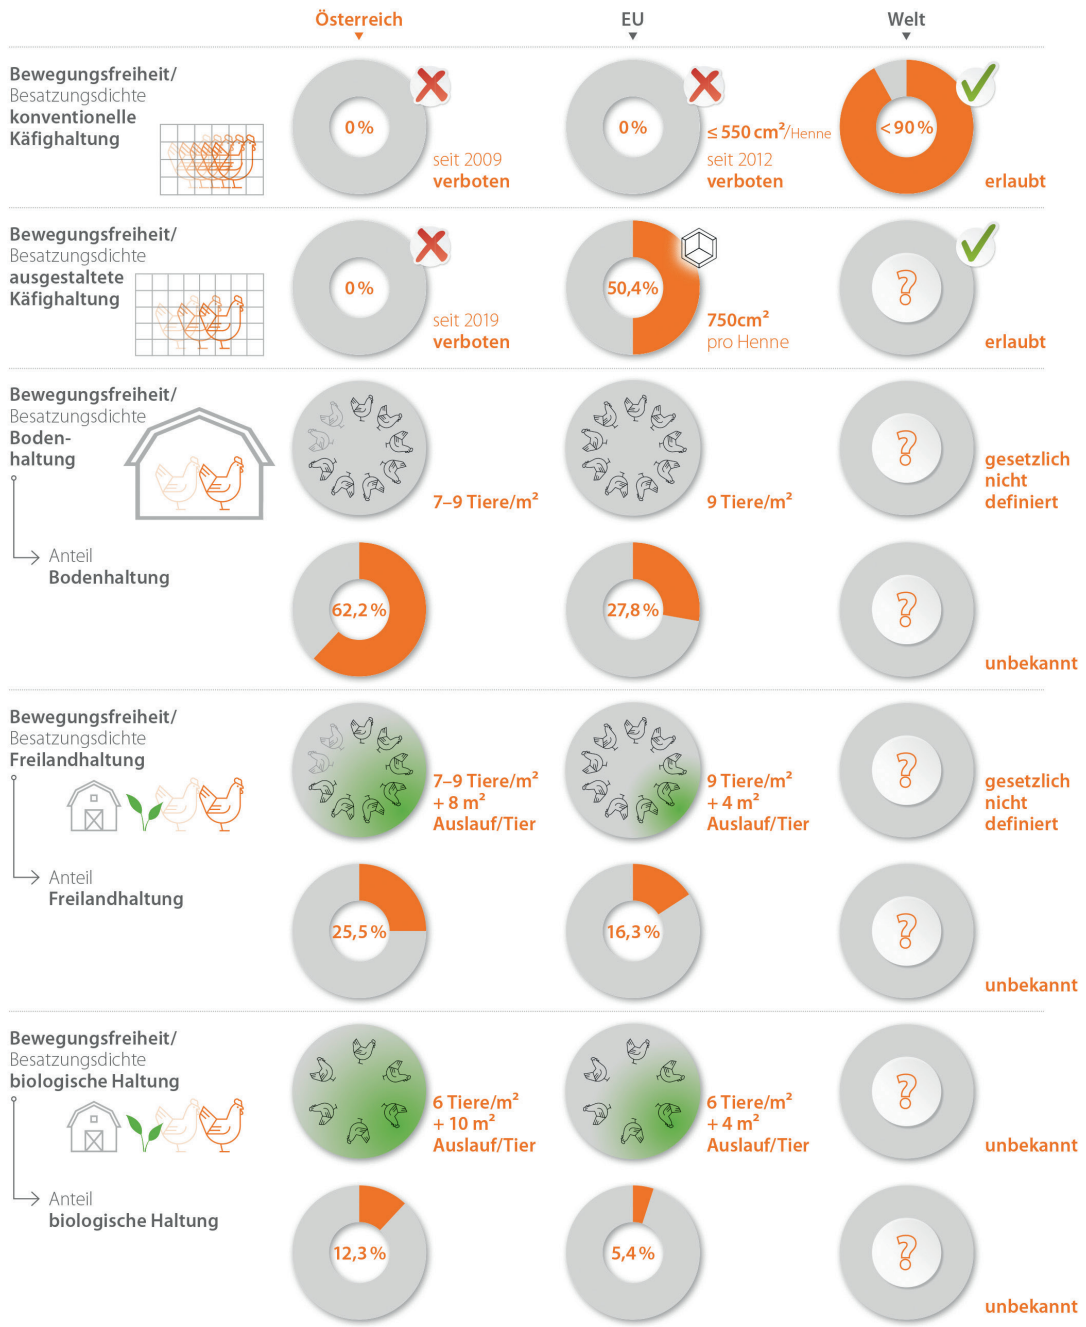 Österreich
EU
Welt
Bewegungsfreiheit/
Besatzungsdichte
konventionelle
Käfighaltung
0 %
seit 2009
verboten
0 %
≤ 550 cm²/Henne
seit 2012
verboten
< 90 %
erlaubt
Bewegungsfreiheit/
Besatzungsdichte
ausgestaltete
Käfighaltung
0 %
seit 2019
verboten
50,4%
750cm²
pro Henne
?
erlaubt
Bewegungsfreiheit/
Besatzungsdichte
Boden-
haltung
7–9 Tiere/m²
9 Tiere/m²
?
gesetzlich
nicht
definiert
Anteil
Bodenhaltung
62,2 %
27,8 %
?
unbekannt
Bewegungsfreiheit/
Besatzungsdichte
Freilandhaltung
7–9 Tiere/m²
+ 8 m²
Auslauf/Tier
9 Tiere/m²
+ 4 m²
Auslauf/Tier
?
gesetzlich
nicht
definiert
Anteil
Freilandhaltung
25,5 %
16,3 %
?
unbekannt
Bewegungsfreiheit/
Besatzungsdichte
biologische Haltung
6 Tiere/m²
+ 10 m²
Auslauf/Tier
6 Tiere/m²
+ 4 m²
Auslauf/Tier
?
unbekannt
Anteil
biologische Haltung
12,3 %
5,4 %
?
unbekannt